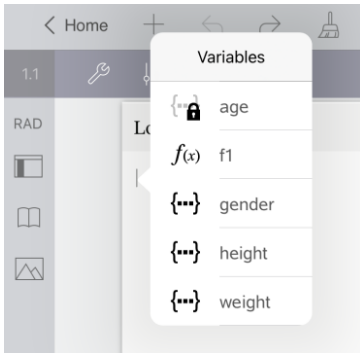 Home
1.1
Variables
RAD
Lo
age
f(x) f1
{...} gender
{...} height
{...} weight